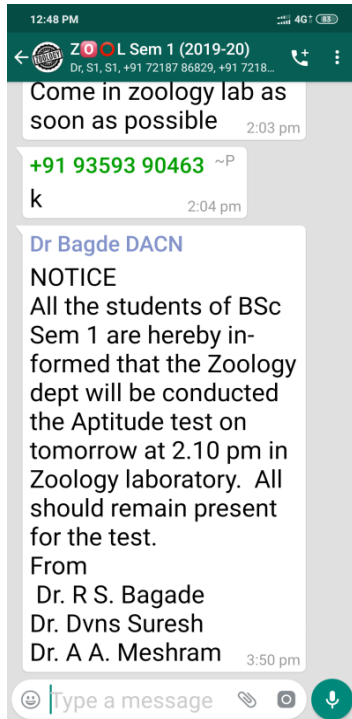 12:48 PM
4G+ 83
ZOOL Sem 1 (2019-20)
Dr, S1, S1, +91 72187 86829, +91 7218...
ZOOLOGY
Come in zoology lab as
soon as possible
2:03 pm
+91 93593 90463 ~P
k
2:04 pm
Dr Bagde DACN
NOTICE
All the students of BSc
Sem 1 are hereby in-
formed that the Zoology
dept will be conducted
the Aptitude test on
tomorrow at 2.10 pm in
Zoology laboratory. All
should remain present
for the test.
From
Dr. R S. Bagade
Dr. Dvns Suresh
Dr. A A. Meshram
3:50 pm
Type a message